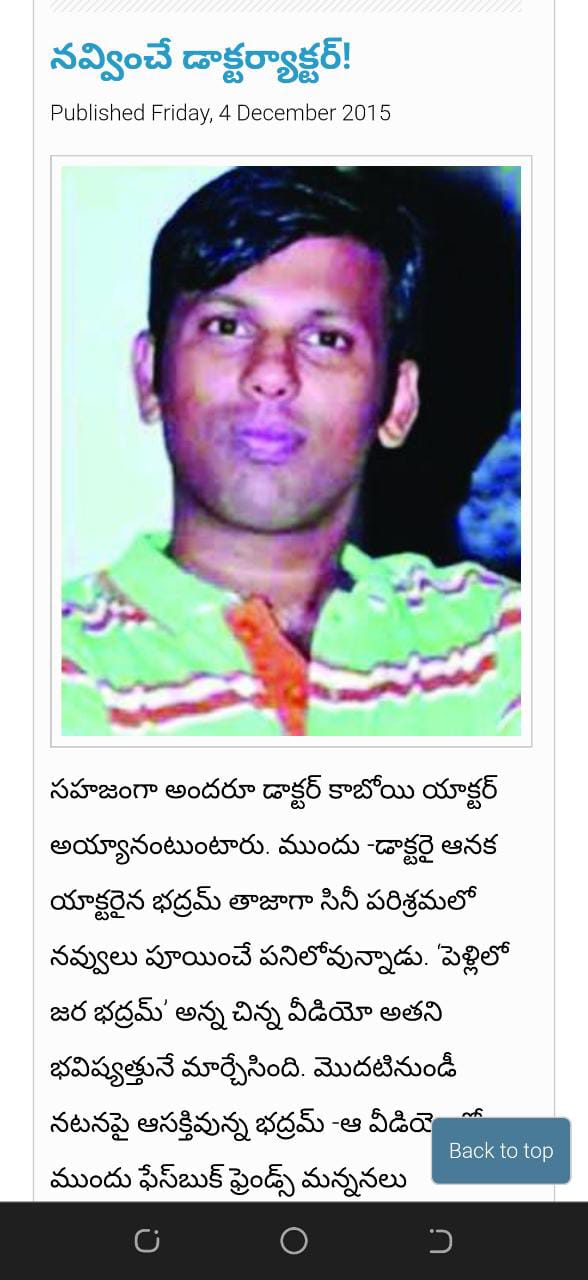 నవ్వించే డాక్టర్యాక్టర్!
Published Friday, 4 December 2015
సహజంగా అందరూ డాక్టర్ కాబోయి యాక్టర్
అయ్యానంటుంటారు. ముందు -డాక్టరై ఆనక
యాక్టరైన భద్రమ్ తాజాగా సినీ పరిశ్రమలో
నవ్వులు పూయించే పనిలోవున్నాడు. ‘పెళ్లిలో
జర భద్రమ్’ అన్న చిన్న వీడియో అతని
భవిష్యత్తునే మార్చేసింది. మొదటినుండీ
నటనపై ఆసక్తివున్న భద్రమ్ -ఆ
ముందు ఫేస్‌బుక్ ఫ్రెండ్స్ మన్ననలు
Back to top